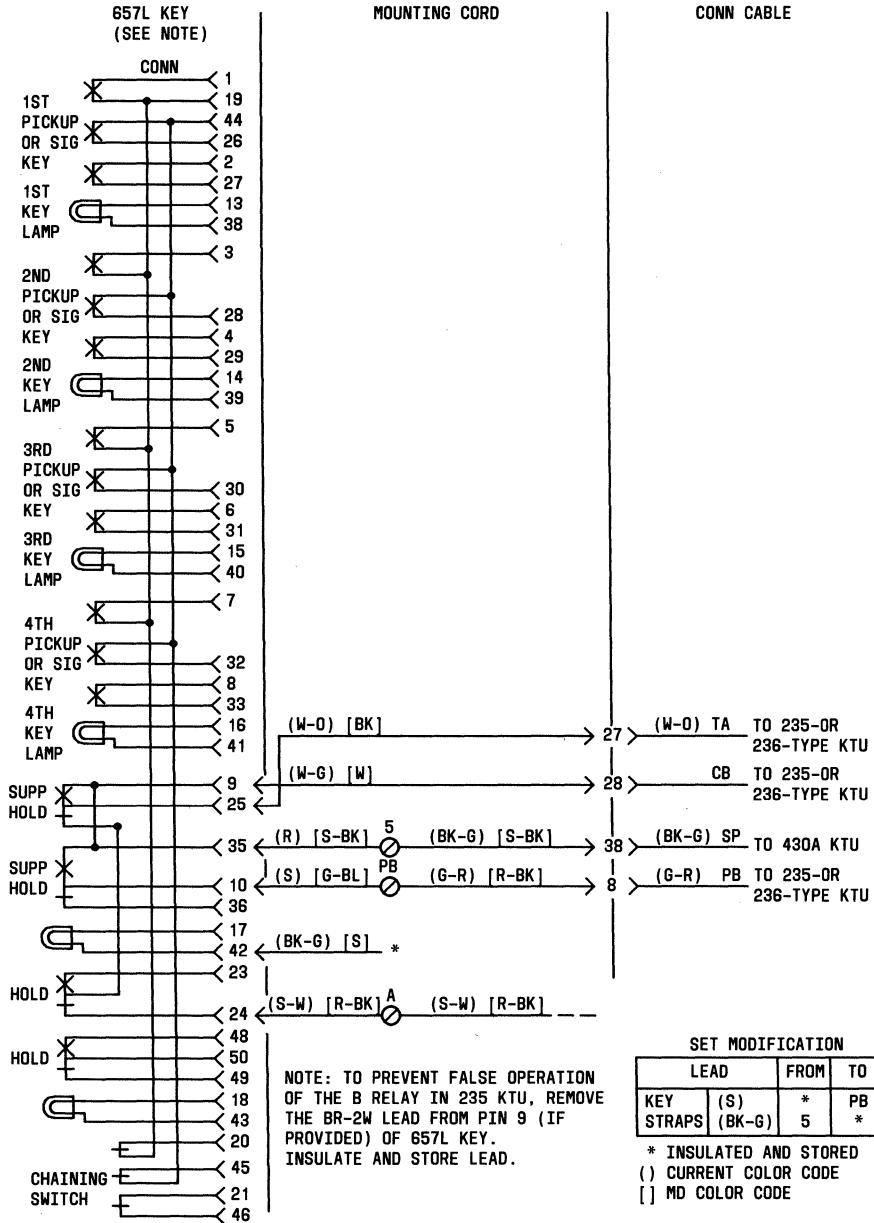 657L KEY
(SEE NOTE)
MOUNTING CORD
CONN CABLE
CONN
1
1ST
PICKUP
OR SIG
KEY
19
44
26
2
27
1ST
KEY
LAMP
13
38
3
2ND
PICKUP
OR SIG
KEY
28
4
29
2ND
KEY
LAMP
14
39
5
3RD
PICKUP
OR SIG
KEY
30
6
31
3RD
KEY
LAMP
15
40
7
4TH
PICKUP
OR SIG
KEY
32
8
33
4TH
KEY
LAMP
16
41
(W-O) [BK]
27
(W-O) TA
TO 235-OR
236-TYPE KTU
SUPP
HOLD
9
25
(W-G) [W]
28
CB
TO 235-OR
236-TYPE KTU
35
(R) [S-BK]
5
(BK-G) [S-BK]
38
(BK-G) SP
TO 430A KTU
SUPP
HOLD
10
36
(S) [G-BL]
PB
(G-R) [R-BK]
8
(G-R) PB
TO 235-OR
236-TYPE KTU
17
42
(BK-G) [S]
*
HOLD
23
24
(S-W) [R-BK]
A
(S-W) [R-BK]
HOLD
48
50
49
18
43
20
CHAINING
SWITCH
45
21
46
NOTE: TO PREVENT FALSE OPERATION
OF THE B RELAY IN 235 KTU, REMOVE
THE BR-2W LEAD FROM PIN 9 (IF
PROVIDED) OF 657L KEY.
INSULATE AND STORE LEAD.
SET MODIFICATION
LEAD FROM TO
KEY (S) * PB
STRAPS (BK-G) 5 *
* INSULATED AND STORED
() CURRENT COLOR CODE
[] MD COLOR CODE